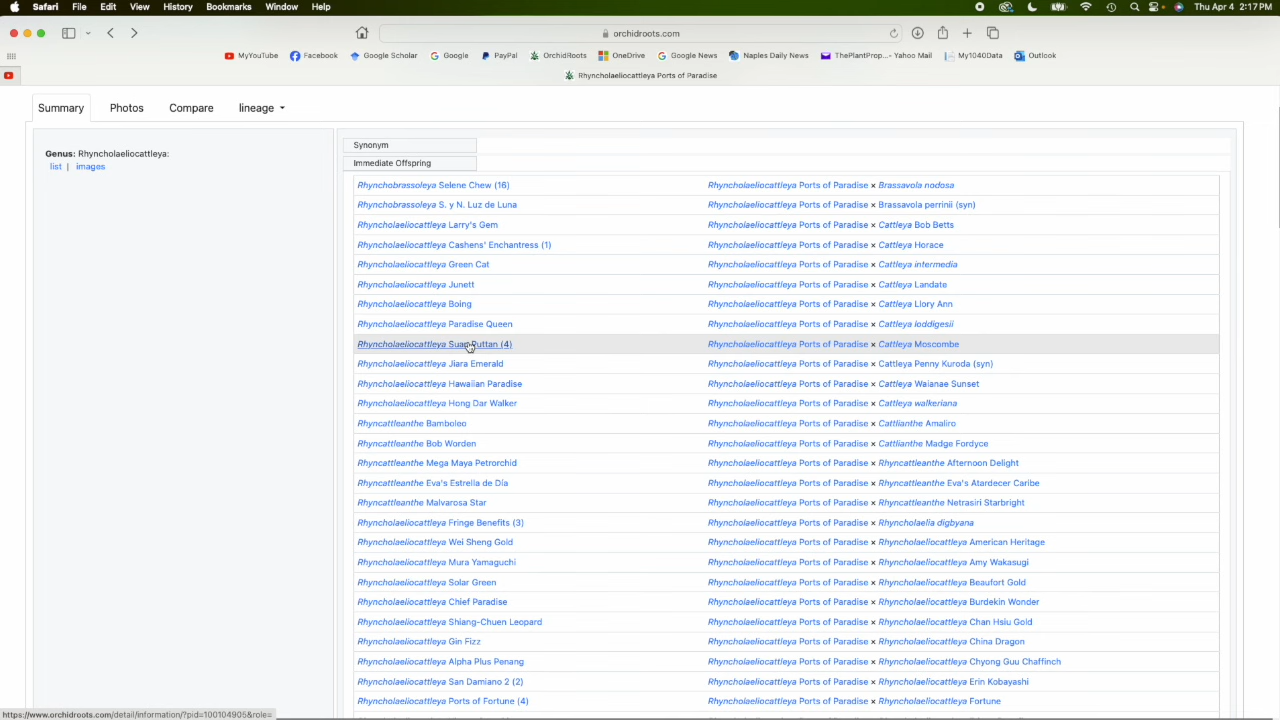 Safari File Edit View History Bookmarks Window Help Thu Apr 4 2:17 PM
orchidroots.com
MyYouTube Facebook Google Scholar Google PayPal OrchidRoots OneDrive Google News Naples Daily News ThePlantProp... - Yahoo Mail My1040Data Outlook
Rhyncholaeliocattleya Ports of Paradise
Summary Photos Compare lineage
Genus: Rhyncholaeliocattleya:
list | images
Synonym
Immediate Offspring
Rhynchobrassoleya Selene Chew (16) Rhyncholaeliocattleya Ports of Paradise × Brassavola nodosa
Rhynchobrassoleya S. y N. Luz de Luna Rhyncholaeliocattleya Ports of Paradise × Brassavola perrinii (syn)
Rhyncholaeliocattleya Larry's Gem Rhyncholaeliocattleya Ports of Paradise × Cattleya Bob Betts
Rhyncholaeliocattleya Cashens' Enchantress (1) Rhyncholaeliocattleya Ports of Paradise × Cattleya Horace
Rhyncholaeliocattleya Green Cat Rhyncholaeliocattleya Ports of Paradise × Cattleya intermedia
Rhyncholaeliocattleya Junett Rhyncholaeliocattleya Ports of Paradise × Cattleya Landate
Rhyncholaeliocattleya Boing Rhyncholaeliocattleya Ports of Paradise × Cattleya Llory Ann
Rhyncholaeliocattleya Paradise Queen Rhyncholaeliocattleya Ports of Paradise × Cattleya loddigesii
Rhyncholaeliocattleya (4) Rhyncholaeliocattleya Ports of Paradise × Cattleya Moscombe
Rhyncholaeliocattleya Jiara Emerald Rhyncholaeliocattleya Ports of Paradise × Cattleya Penny Kuroda (syn)
Rhyncholaeliocattleya Hawaiian Paradise Rhyncholaeliocattleya Ports of Paradise × Cattleya Waianae Sunset
Rhyncholaeliocattleya Hong Dar Walker Rhyncholaeliocattleya Ports of Paradise × Cattleya walkeriana
Rhyncattleanthe Bamboleo Rhyncholaeliocattleya Ports of Paradise × Cattlianthe Amaliro
Rhyncattleanthe Bob Worden Rhyncholaeliocattleya Ports of Paradise × Cattlianthe Madge Fordyce
Rhyncattleanthe Mega Maya Petrorchid Rhyncholaeliocattleya Ports of Paradise × Rhyncattleanthe Afternoon Delight
Rhyncattleanthe Eva's Estrella de Día Rhyncholaeliocattleya Ports of Paradise × Rhyncattleanthe Eva's Atardecer Caribe
Rhyncattleanthe Malvarosa Star Rhyncholaeliocattleya Ports of Paradise × Rhyncattleanthe Netrasiri Starbright
Rhyncholaeliocattleya Fringe Benefits (3) Rhyncholaeliocattleya Ports of Paradise × Rhyncholaelia digbyana
Rhyncholaeliocattleya Wei Sheng Gold Rhyncholaeliocattleya Ports of Paradise × Rhyncholaeliocattleya American Heritage
Rhyncholaeliocattleya Mura Yamaguchi Rhyncholaeliocattleya Ports of Paradise × Rhyncholaeliocattleya Amy Wakasugi
Rhyncholaeliocattleya Solar Green Rhyncholaeliocattleya Ports of Paradise × Rhyncholaeliocattleya Beaufort Gold
Rhyncholaeliocattleya Chief Paradise Rhyncholaeliocattleya Ports of Paradise × Rhyncholaeliocattleya Burdekin Wonder
Rhyncholaeliocattleya Shiang-Chuen Leopard Rhyncholaeliocattleya Ports of Paradise × Rhyncholaeliocattleya Chan Hsiu Gold
Rhyncholaeliocattleya Gin Fizz Rhyncholaeliocattleya Ports of Paradise × Rhyncholaeliocattleya China Dragon
Rhyncholaeliocattleya Alpha Plus Penang Rhyncholaeliocattleya Ports of Paradise × Rhyncholaeliocattleya Chyong Guu Chaffinch
Rhyncholaeliocattleya San Damiano 2 (2) Rhyncholaeliocattleya Ports of Paradise × Rhyncholaeliocattleya Erin Kobayashi
Rhyncholaeliocattleya Ports of Fortune (4) Rhyncholaeliocattleya Ports of Paradise × Rhyncholaeliocattleya Fortune
https://www.orchidroots.com/detail/information/?pid=100104905&role=